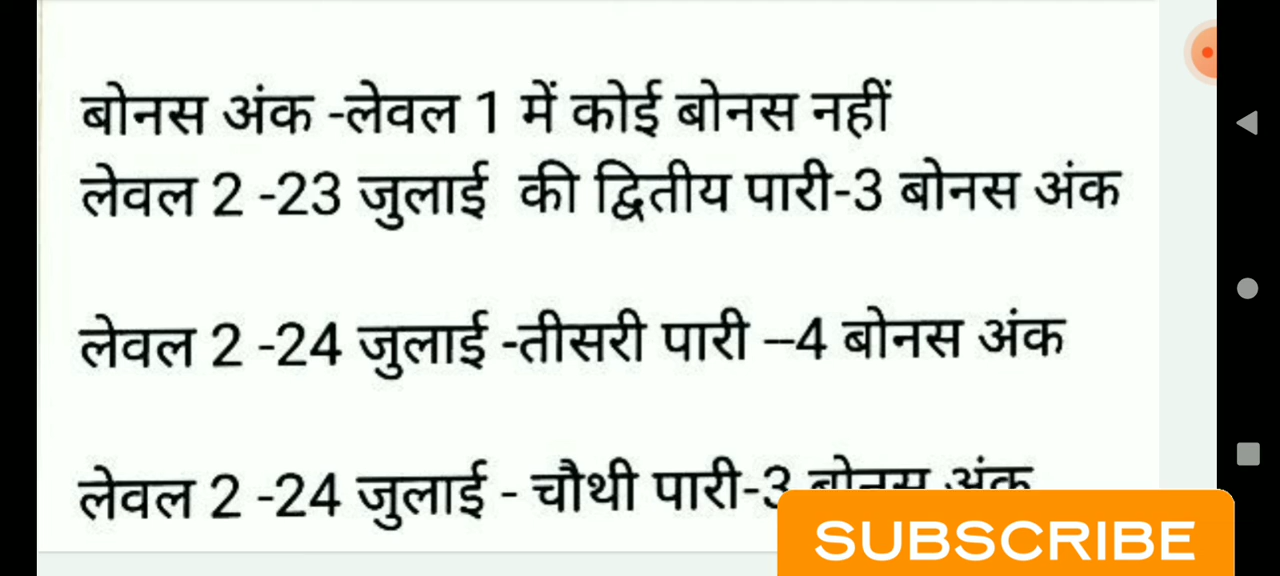 बोनस अंक -लेवल 1 में कोई बोनस नहीं
लेवल 2 -23 जुलाई की द्वितीय पारी-3 बोनस अंक
लेवल 2 -24 जुलाई -तीसरी पारी –4 बोनस अंक
लेवल 2 -24 जुलाई - चौथी पारी-3 बोनस अंक
SUBSCRIBE